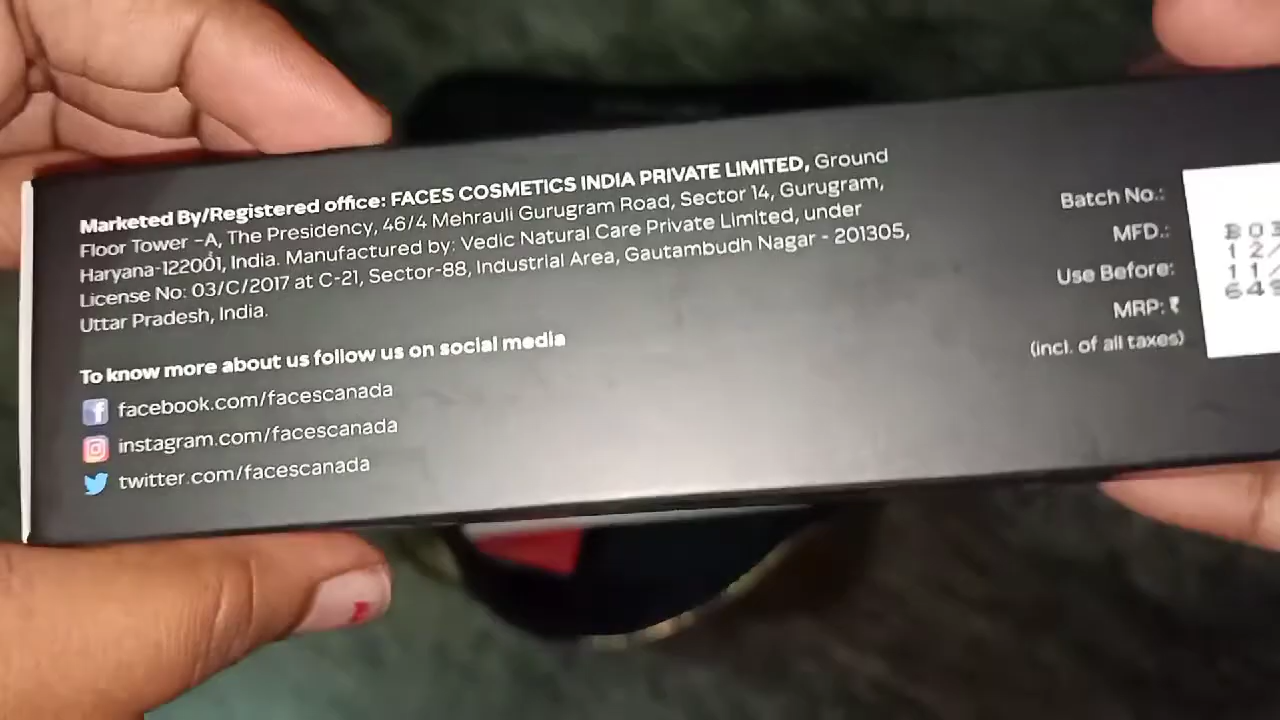 Marketed By/Registered office: FACES COSMETICS INDIA PRIVATE LIMITED, Ground
Floor Tower -A, The Presidency, 46/4 Mehrauli Gurugram Road, Sector 14, Gurugram,
Haryana-122001, India. Manufactured by: Vedic Natural Care Private Limited, under
License No: 03/C/2017 at C-21, Sector-88, Industrial Area, Gautambudh Nagar - 201305,
Uttar Pradesh, India.
To know more about us follow us on social media
facebook.com/facescanada
instagram.com/facescanada
twitter.com/facescanada
Batch No.:
MFD.:
Use Before:
MRP: ₹
(incl. of all taxes)
12/
11/